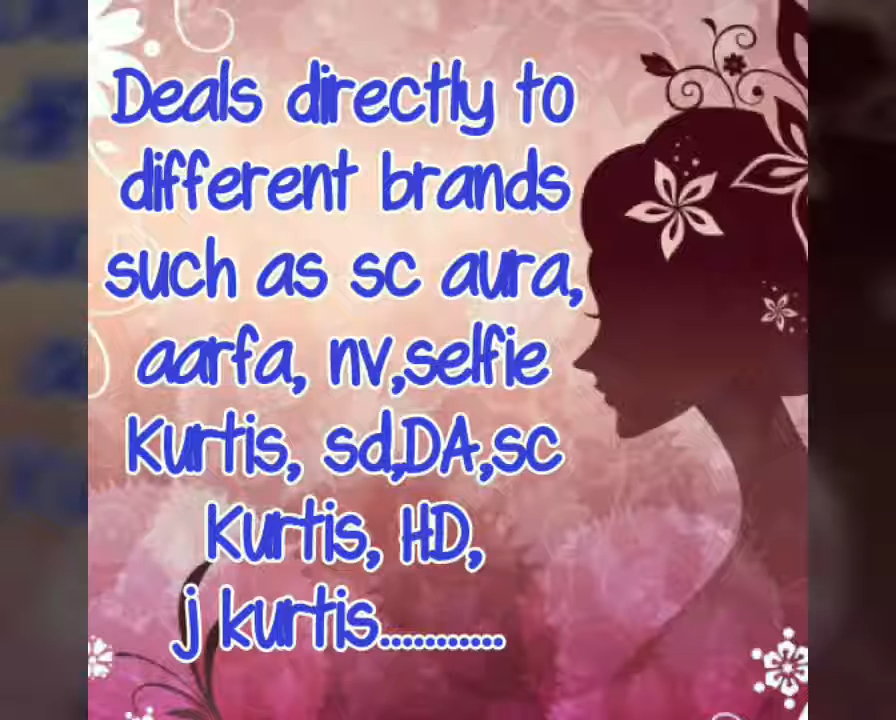 Deals directly to
different brands
such as sc aura,
aarfa, nv,selfie
Kurtis, sd,DA,sc
Kurtis, HD,
j kurtis...........